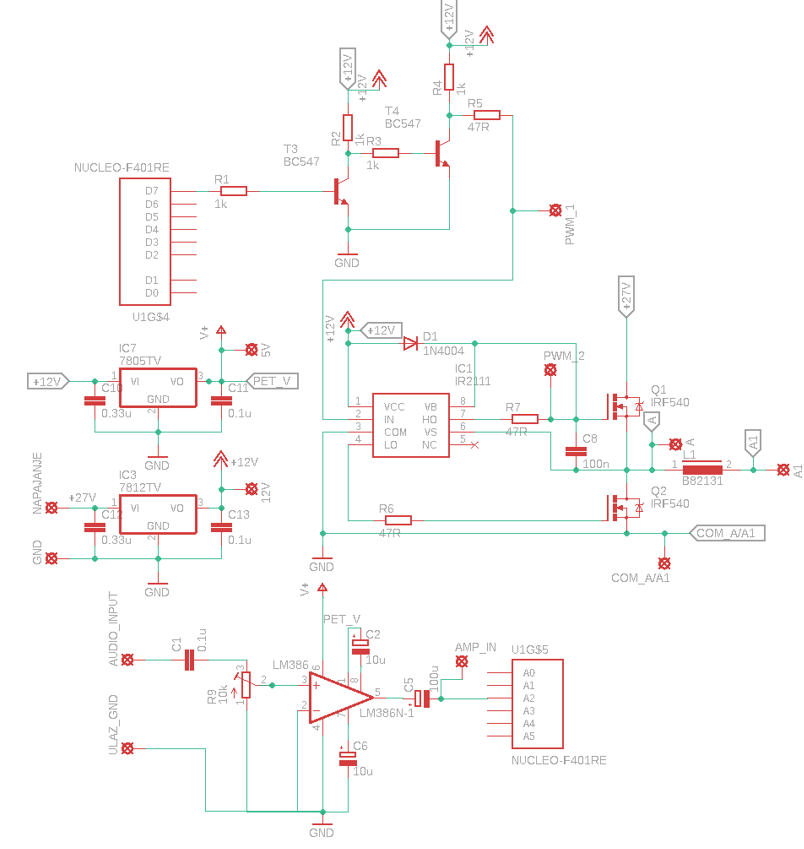 +12V
+12V
R4
1k
+12V
+12V
T4
BC547
R5
47R
T3
BC547
R2
1k
R3
1k
NUCLEO-F401RE
D7
D6
D5
D4
D3
D2
D1
D0
U1G$4
R1
1k
GND
PWM_1
+27V
V+
5V
IC7
7805TV
+12V
1
VI
VO
3
GND
2
PET_V
C10
0.33u
C11
0.1u
GND
+12V
+12V
D1
1N4004
IC1
IR2111
1
VCC
VB
8
2
IN
HO
7
3
COM
VS
6
4
LO
NC
5
PWM_2
R7
47R
C8
100n
Q1
IRF540
A
A
A1
L1
1
2
B82131
A1
Q2
IRF540
R6
47R
GND
COM_A/A1
COM_A/A1
IC3
7812TV
+12V
12V
NAPAJANJE
+27V
1
VI
VO
3
GND
2
C12
0.33u
C13
0.1u
GND
GND
V+
PET_V
AUDIO_INPUT
C1
0.1u
R9
10k
3
2
1
LM386
6
1
8
3
2
5
4
7
LM386N-1
C2
10u
C6
10u
C5
100u
AMP_IN
ULAZ_GND
GND
U1G$5
A0
A1
A2
A3
A4
A5
NUCLEO-F401RE